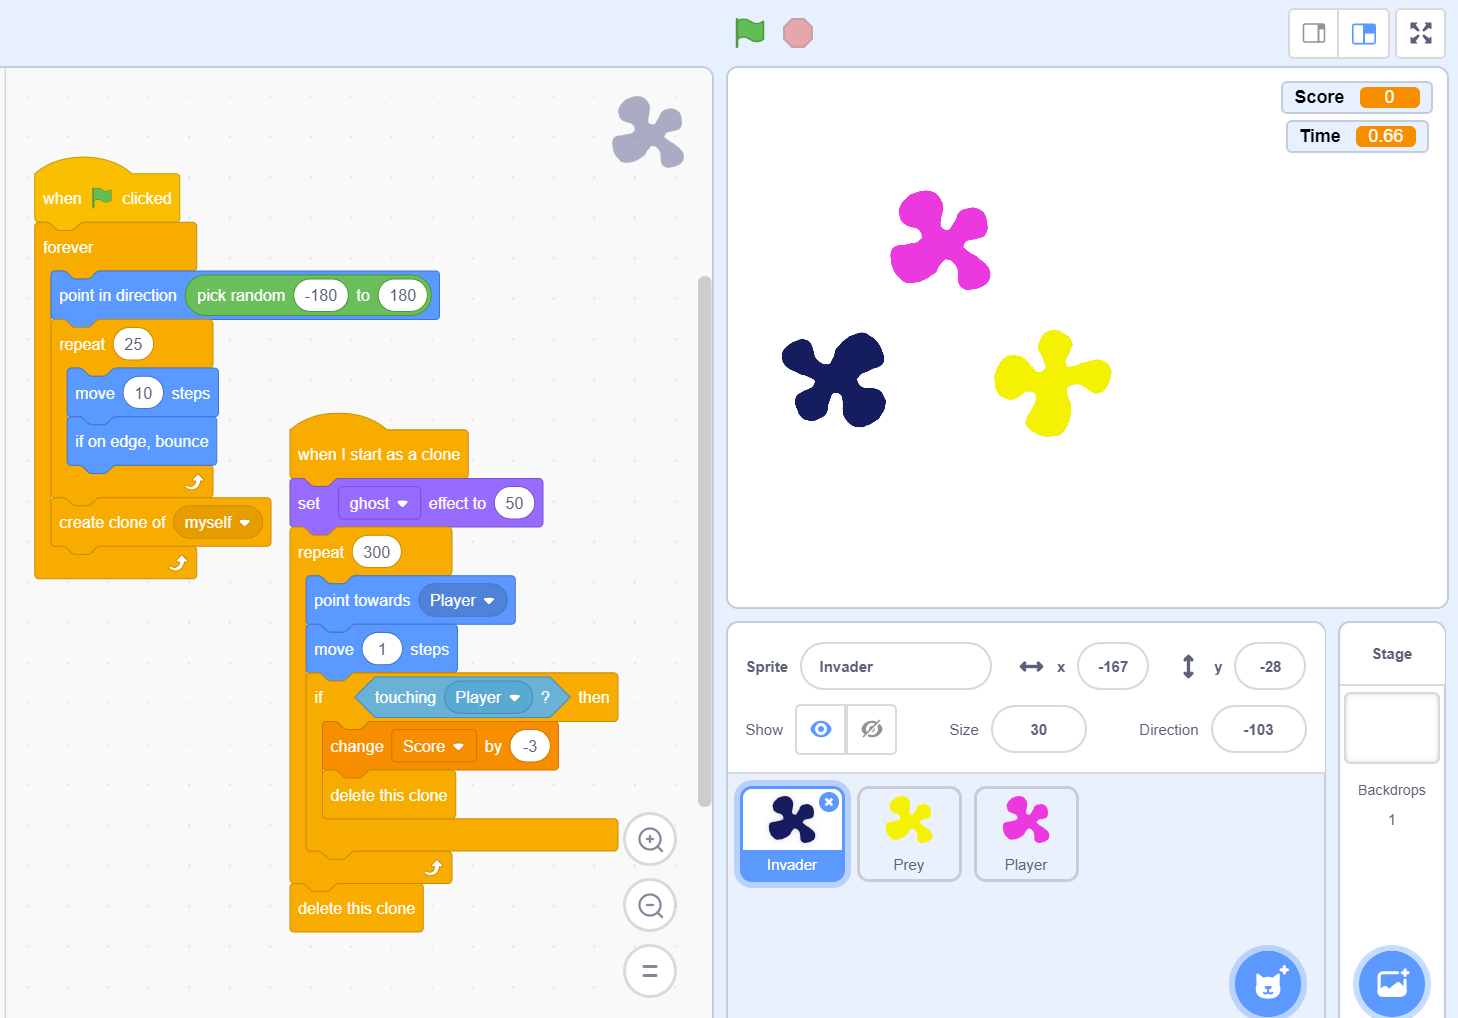 when clicked
forever
point in direction pick random -180 to 180
repeat 25
move 10 steps
if on edge, bounce
create clone of myself
when I start as a clone
set ghost effect to 50
repeat 300
point towards Player
move 1 steps
if touching Player ? then
change Score by -3
delete this clone
delete this clone
Score 0
Time 0.66
Sprite Invader x -167 y -28
Show Size 30 Direction -103
Invader Prey Player
Stage
Backdrops
1